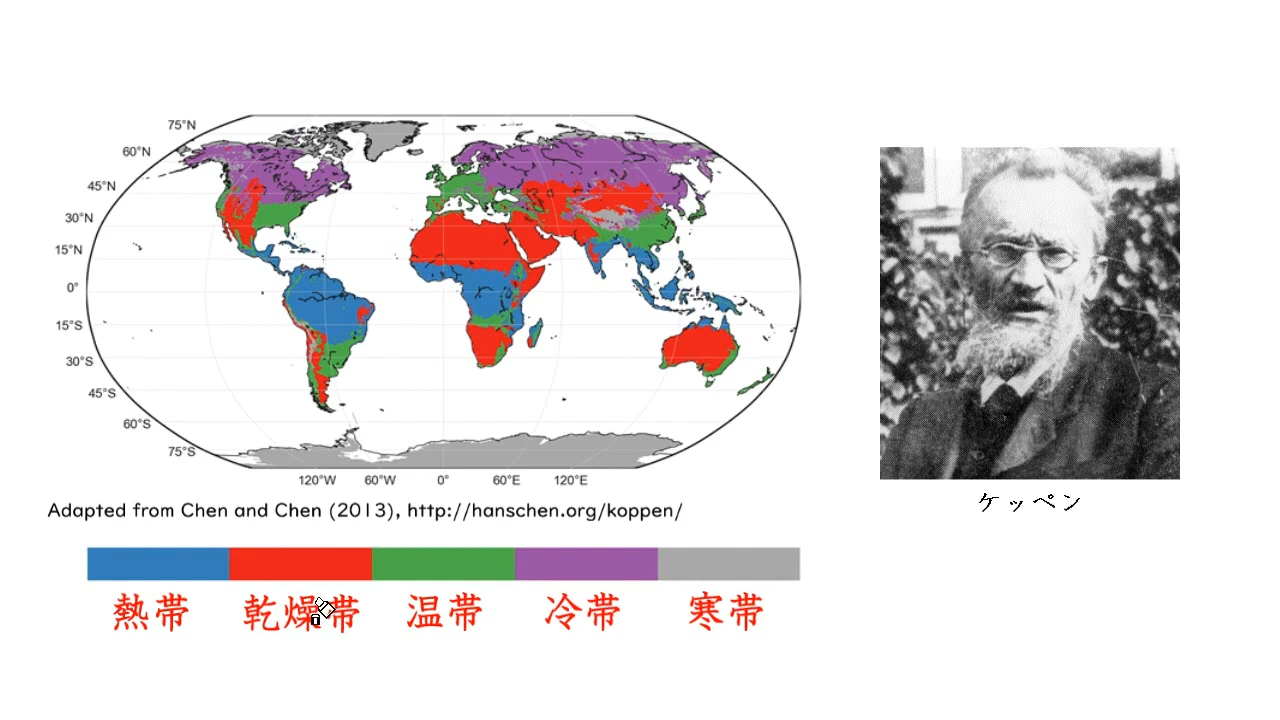 75°N
60°N
45°N
30°N
15°N
0°
15°S
30°S
45°S
60°S
75°S
120°W 60°W 0° 60°E 120°E
Adapted from Chen and Chen (2013), http://hanschen.org/koppen/
熱帯 乾燥帯 温帯 冷帯 寒帯
ケッペン